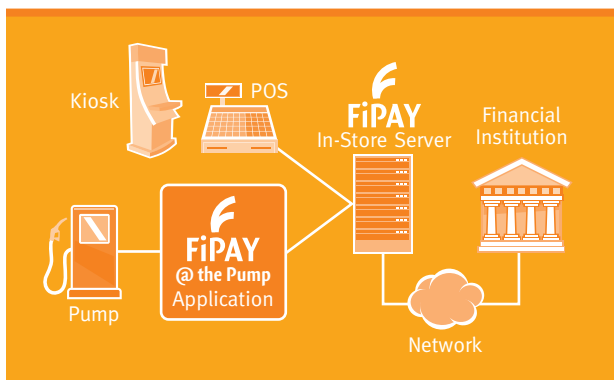 Kiosk
POS
FiPAY
In-Store Server
Financial
Institution
FiPAY
@ the Pump
Application
Pump
Network